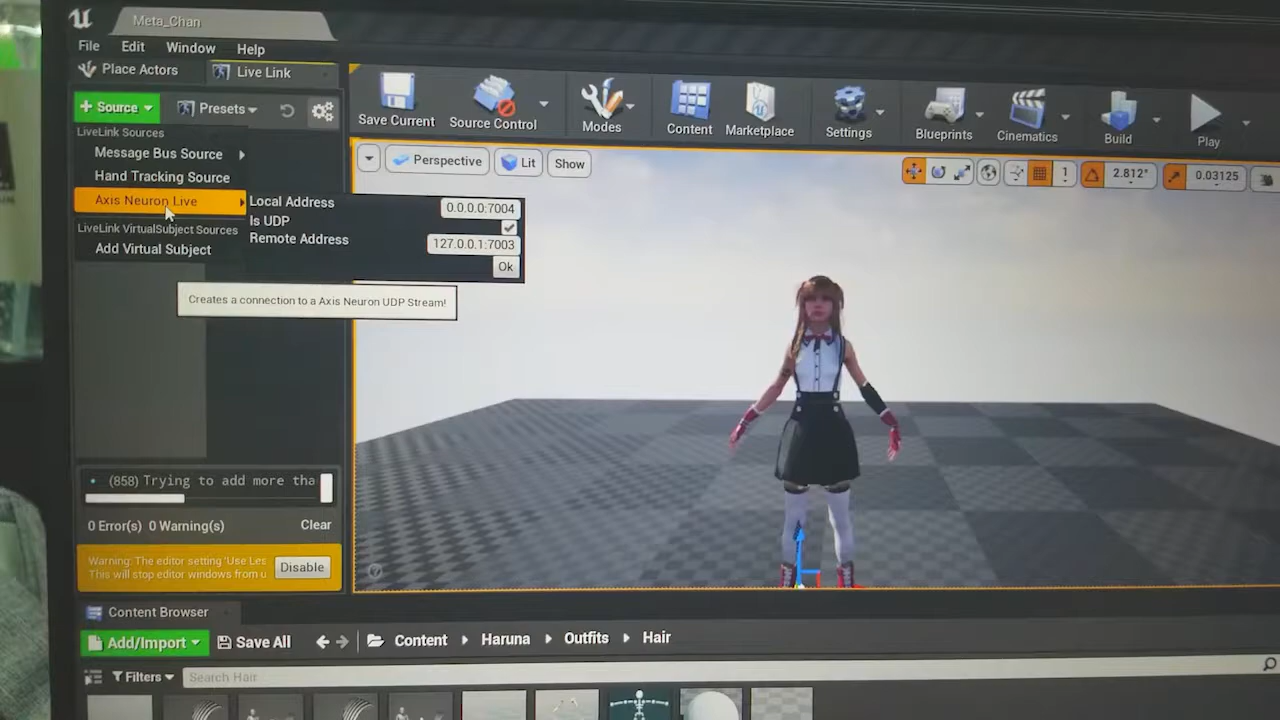 Meta_Chan
File Edit Window Help
Place Actors
Live Link
Source
Presets
Save Current
Source Control
Modes
Content
Marketplace
Settings
Blueprints
Cinematics
Build
Play
LiveLink Sources
Message Bus Source
Hand Tracking Source
Axis Neuron Live
LiveLink VirtualSubject Sources
Add Virtual Subject
Local Address
0.0.0.0:7004
Is UDP
Remote Address
127.0.0.1:7003
Ok
Creates a connection to a Axis Neuron UDP Stream!
Perspective
Lit
Show
1
2.812°
0.03125
(858) Trying to add more tha
0 Error(s) 0 Warning(s)
Clear
Warning: The editor setting 'Use Les
This will stop editor windows from u
Disable
Content Browser
Add/Import
Save All
Content
Haruna
Outfits
Hair
Filters
Search Hair